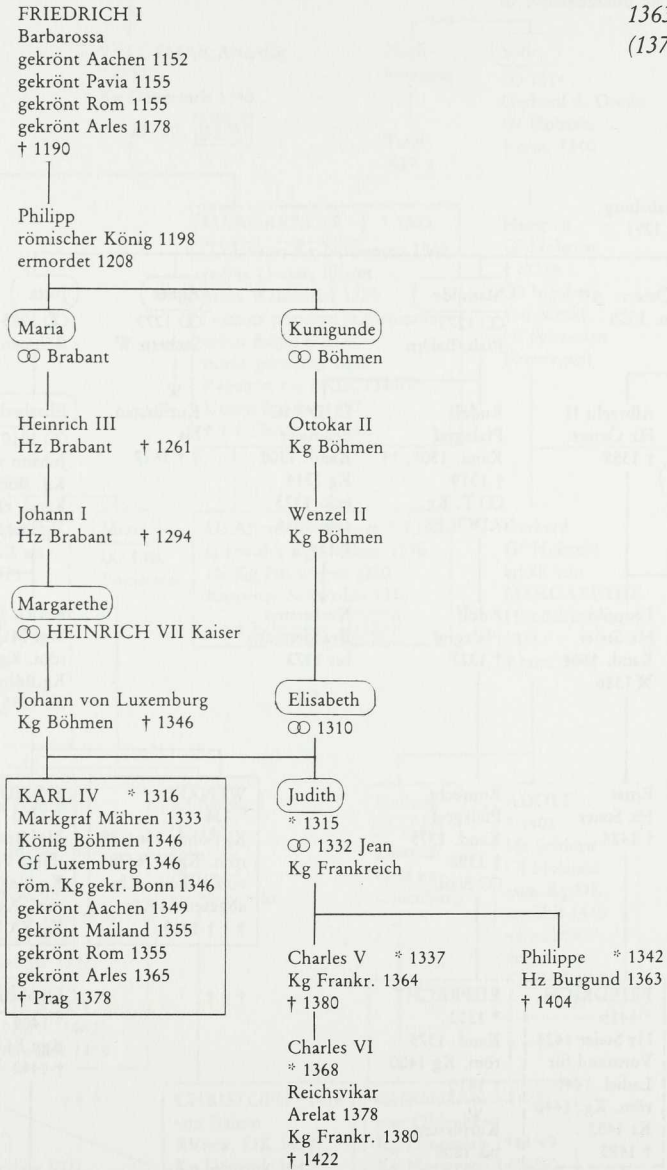 FRIEDRICH I
Barbarossa
gekrönt Aachen 1152
gekrönt Pavia 1155
gekrönt Rom 1155
gekrönt Arles 1178
† 1190
1363
(137
Philipp
römischer König 1198
ermordet 1208
Maria
⚭ Brabant
Kunigunde
⚭ Böhmen
Heinrich III
Hz Brabant † 1261
Ottokar II
Kg Böhmen
Johann I
Hz Brabant † 1294
Wenzel II
Kg Böhmen
Margarethe
⚭ HEINRICH VII Kaiser
Johann von Luxemburg
Kg Böhmen † 1346
Elisabeth
⚭ 1310
KARL IV * 1316
Markgraf Mähren 1333
König Böhmen 1346
Gf Luxemburg 1346
röm. Kg gekr. Bonn 1346
gekrönt Aachen 1349
gekrönt Mailand 1355
gekrönt Rom 1355
gekrönt Arles 1365
† Prag 1378
Judith
* 1315
⚭ 1332 Jean
Kg Frankreich
Charles V * 1337
Kg Frankr. 1364
† 1380
Philippe * 1342
Hz Burgund 1363
† 1404
Charles VI
* 1368
Reichsvikar
Arelat 1378
Kg Frankr. 1380
† 1422